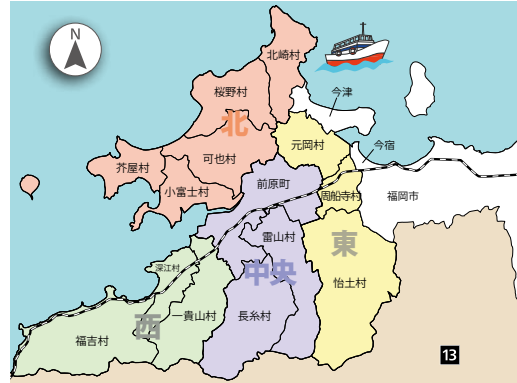 N
北崎村
桜野村
今津
北
元岡村
今宿
芥屋村
可也村
前原町
小富士村
周船寺村
福岡市
雷山村
東
深江村
中央
怡土村
一貴山村
長糸村
西
福吉村
13